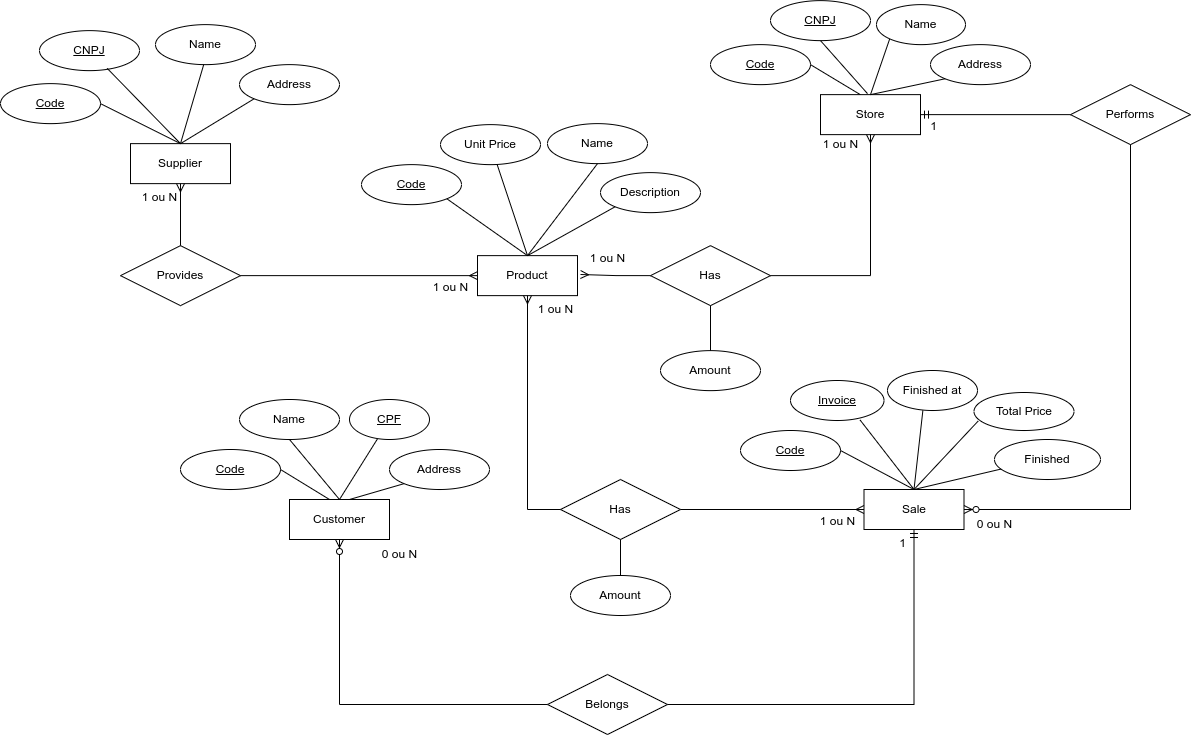 CNPJ
Name
Code
Address
Supplier
1 ou N
Provides
1 ou N
Code
Unit Price
Name
Description
Product
1 ou N
1 ou N
Has
Amount
CNPJ
Name
Code
Address
Store
1
1 ou N
Performs
Name
CPF
Code
Address
Customer
0 ou N
Has
Amount
Invoice
Finished at
Total Price
Code
Finished
Sale
1 ou N
0 ou N
1
Belongs